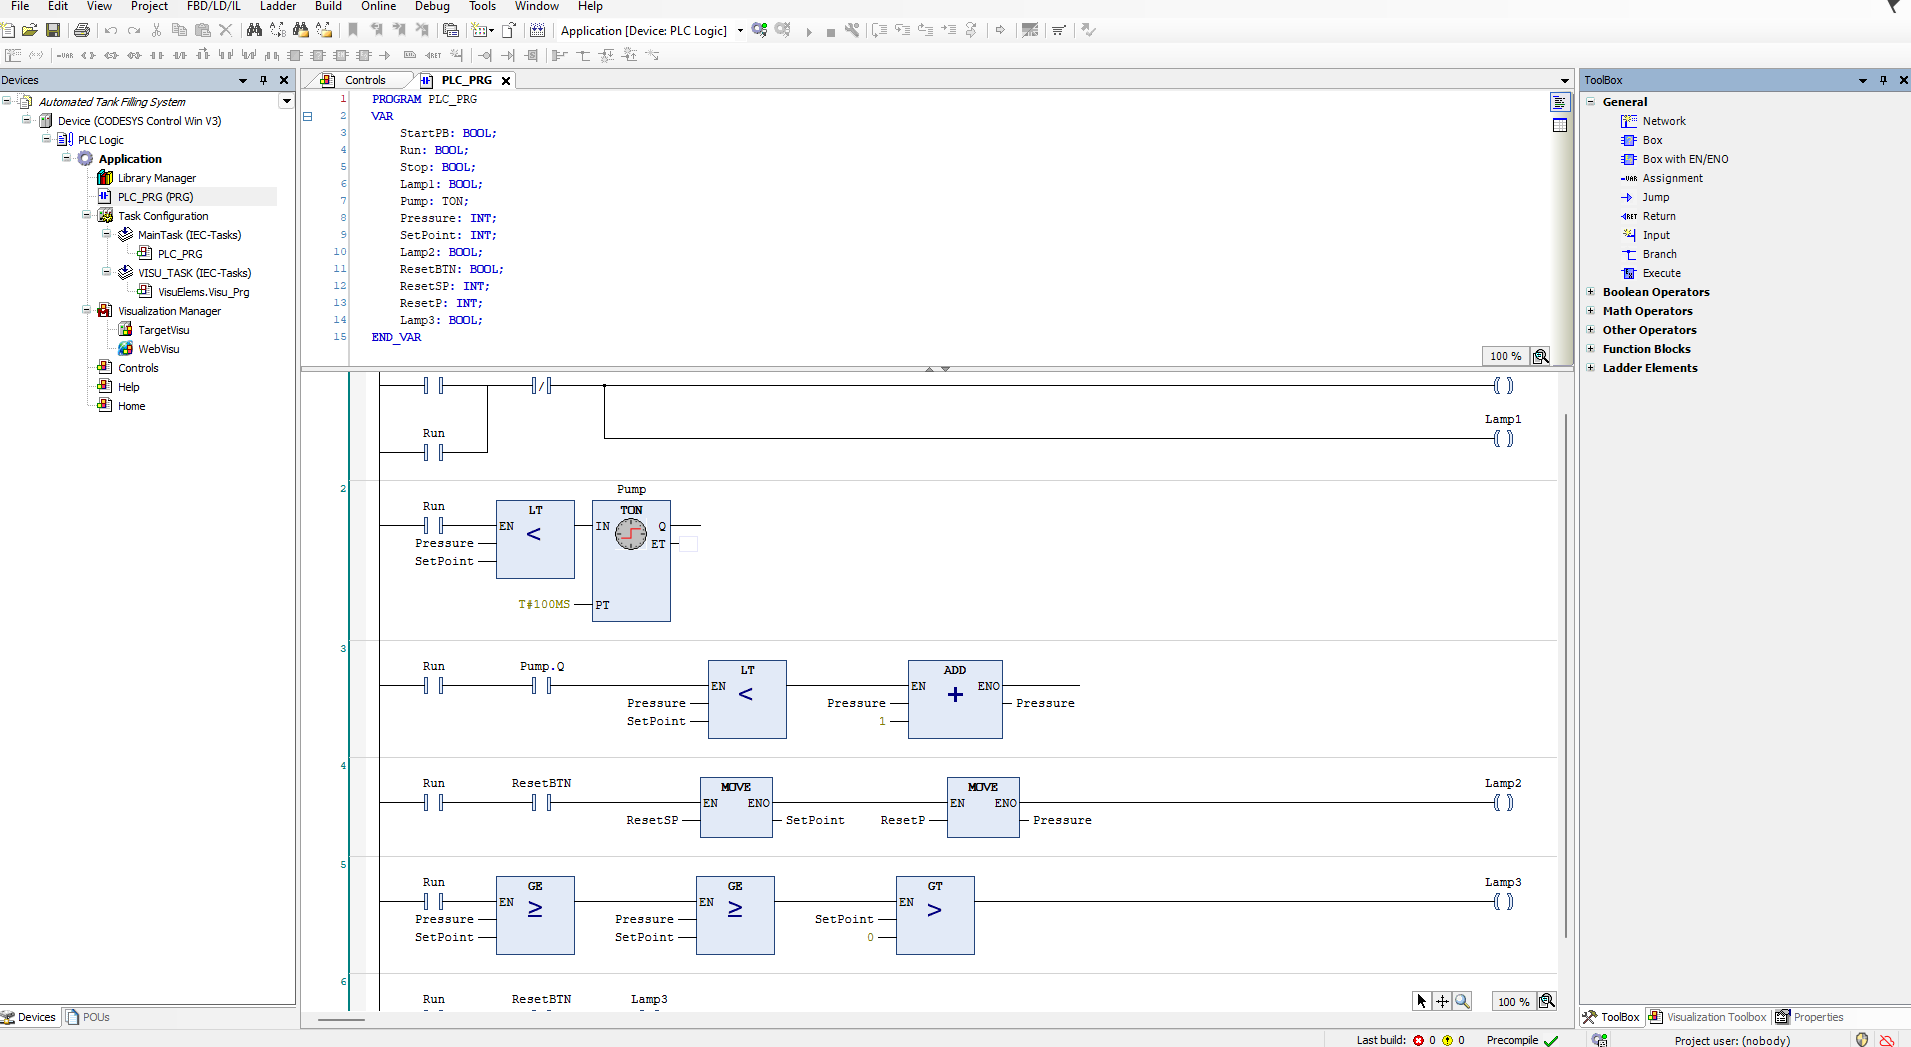 File Edit View Project FBD/LD/IL Ladder Build Online Debug Tools Window Help
Application [Device: PLC Logic]
Devices
Automated Tank Filling System
Device (CODESYS Control Win V3)
PLC Logic
Application
Library Manager
PLC_PRG (PRG)
Task Configuration
MainTask (IEC-Tasks)
PLC_PRG
VISU_TASK (IEC-Tasks)
VisuElems.Visu_Prg
Visualization Manager
TargetVisu
WebVisu
Controls
Help
Home
Devices POUs
Controls PLC_PRG
1 PROGRAM PLC_PRG
2 VAR
3 StartPB: BOOL;
4 Run: BOOL;
5 Stop: BOOL;
6 Lamp1: BOOL;
7 Pump: TON;
8 Pressure: INT;
9 SetPoint: INT;
10 Lamp2: BOOL;
11 ResetBTN: BOOL;
12 ResetSP: INT;
13 ResetP: INT;
14 Lamp3: BOOL;
15 END_VAR
100 %
Lamp1
Run
2
Pump
Run LT TON
EN < IN Q
Pressure ET
SetPoint
T#100MS PT
3
Run Pump.Q LT ADD
EN < EN + ENO
Pressure Pressure Pressure
SetPoint 1
4
Run ResetBTN MOVE MOVE Lamp2
EN ENO EN ENO
ResetSP SetPoint ResetP Pressure
5
Run GE GE GT Lamp3
EN ≥ EN ≥ EN >
Pressure Pressure SetPoint
SetPoint SetPoint 0
6
Run ResetBTN Lamp3
100 %
ToolBox
General
Network
Box
Box with EN/ENO
Assignment
Jump
Return
Input
Branch
Execute
Boolean Operators
Math Operators
Other Operators
Function Blocks
Ladder Elements
ToolBox Visualization Toolbox Properties
Last build: 0 0 Precompile Project user: (nobody)